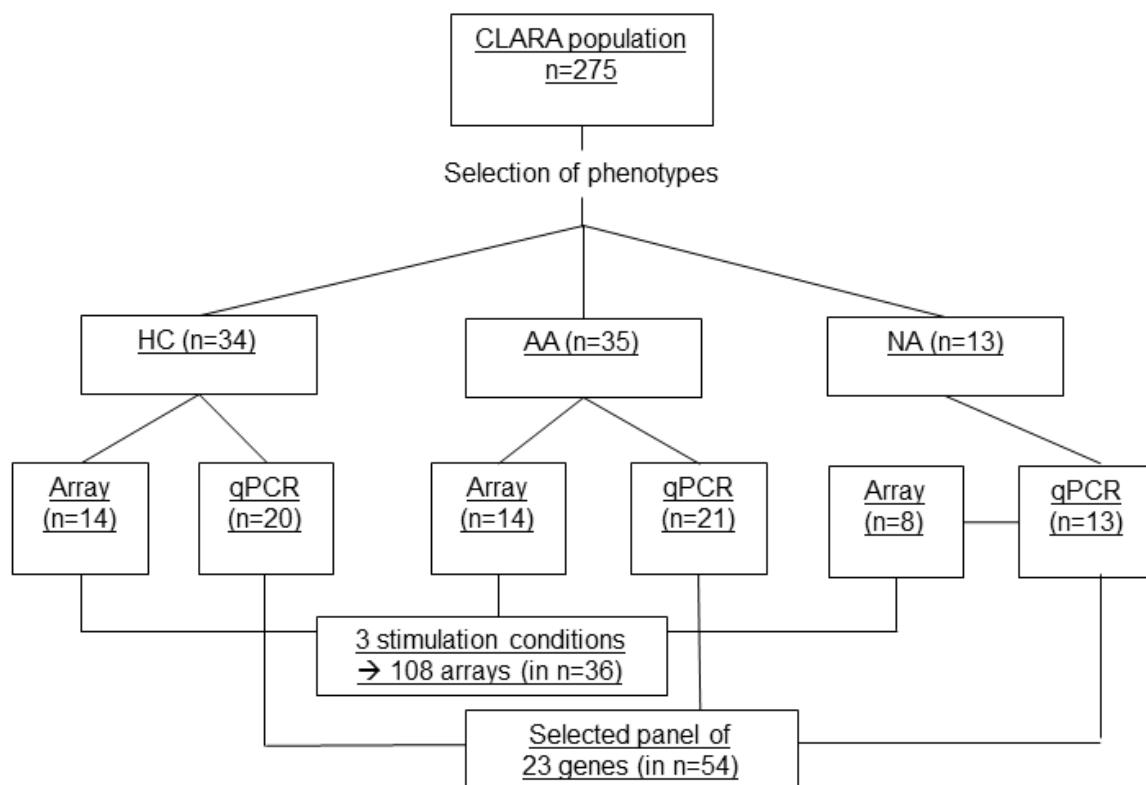 CLARA population
n=275
Selection of phenotypes
HC (n=34)
AA (n=35)
NA (n=13)
Array
(n=14)
qPCR
(n=20)
Array
(n=14)
qPCR
(n=21)
Array
(n=8)
qPCR
(n=13)
3 stimulation conditions
→ 108 arrays (in n=36)
Selected panel of
23 genes (in n=54)